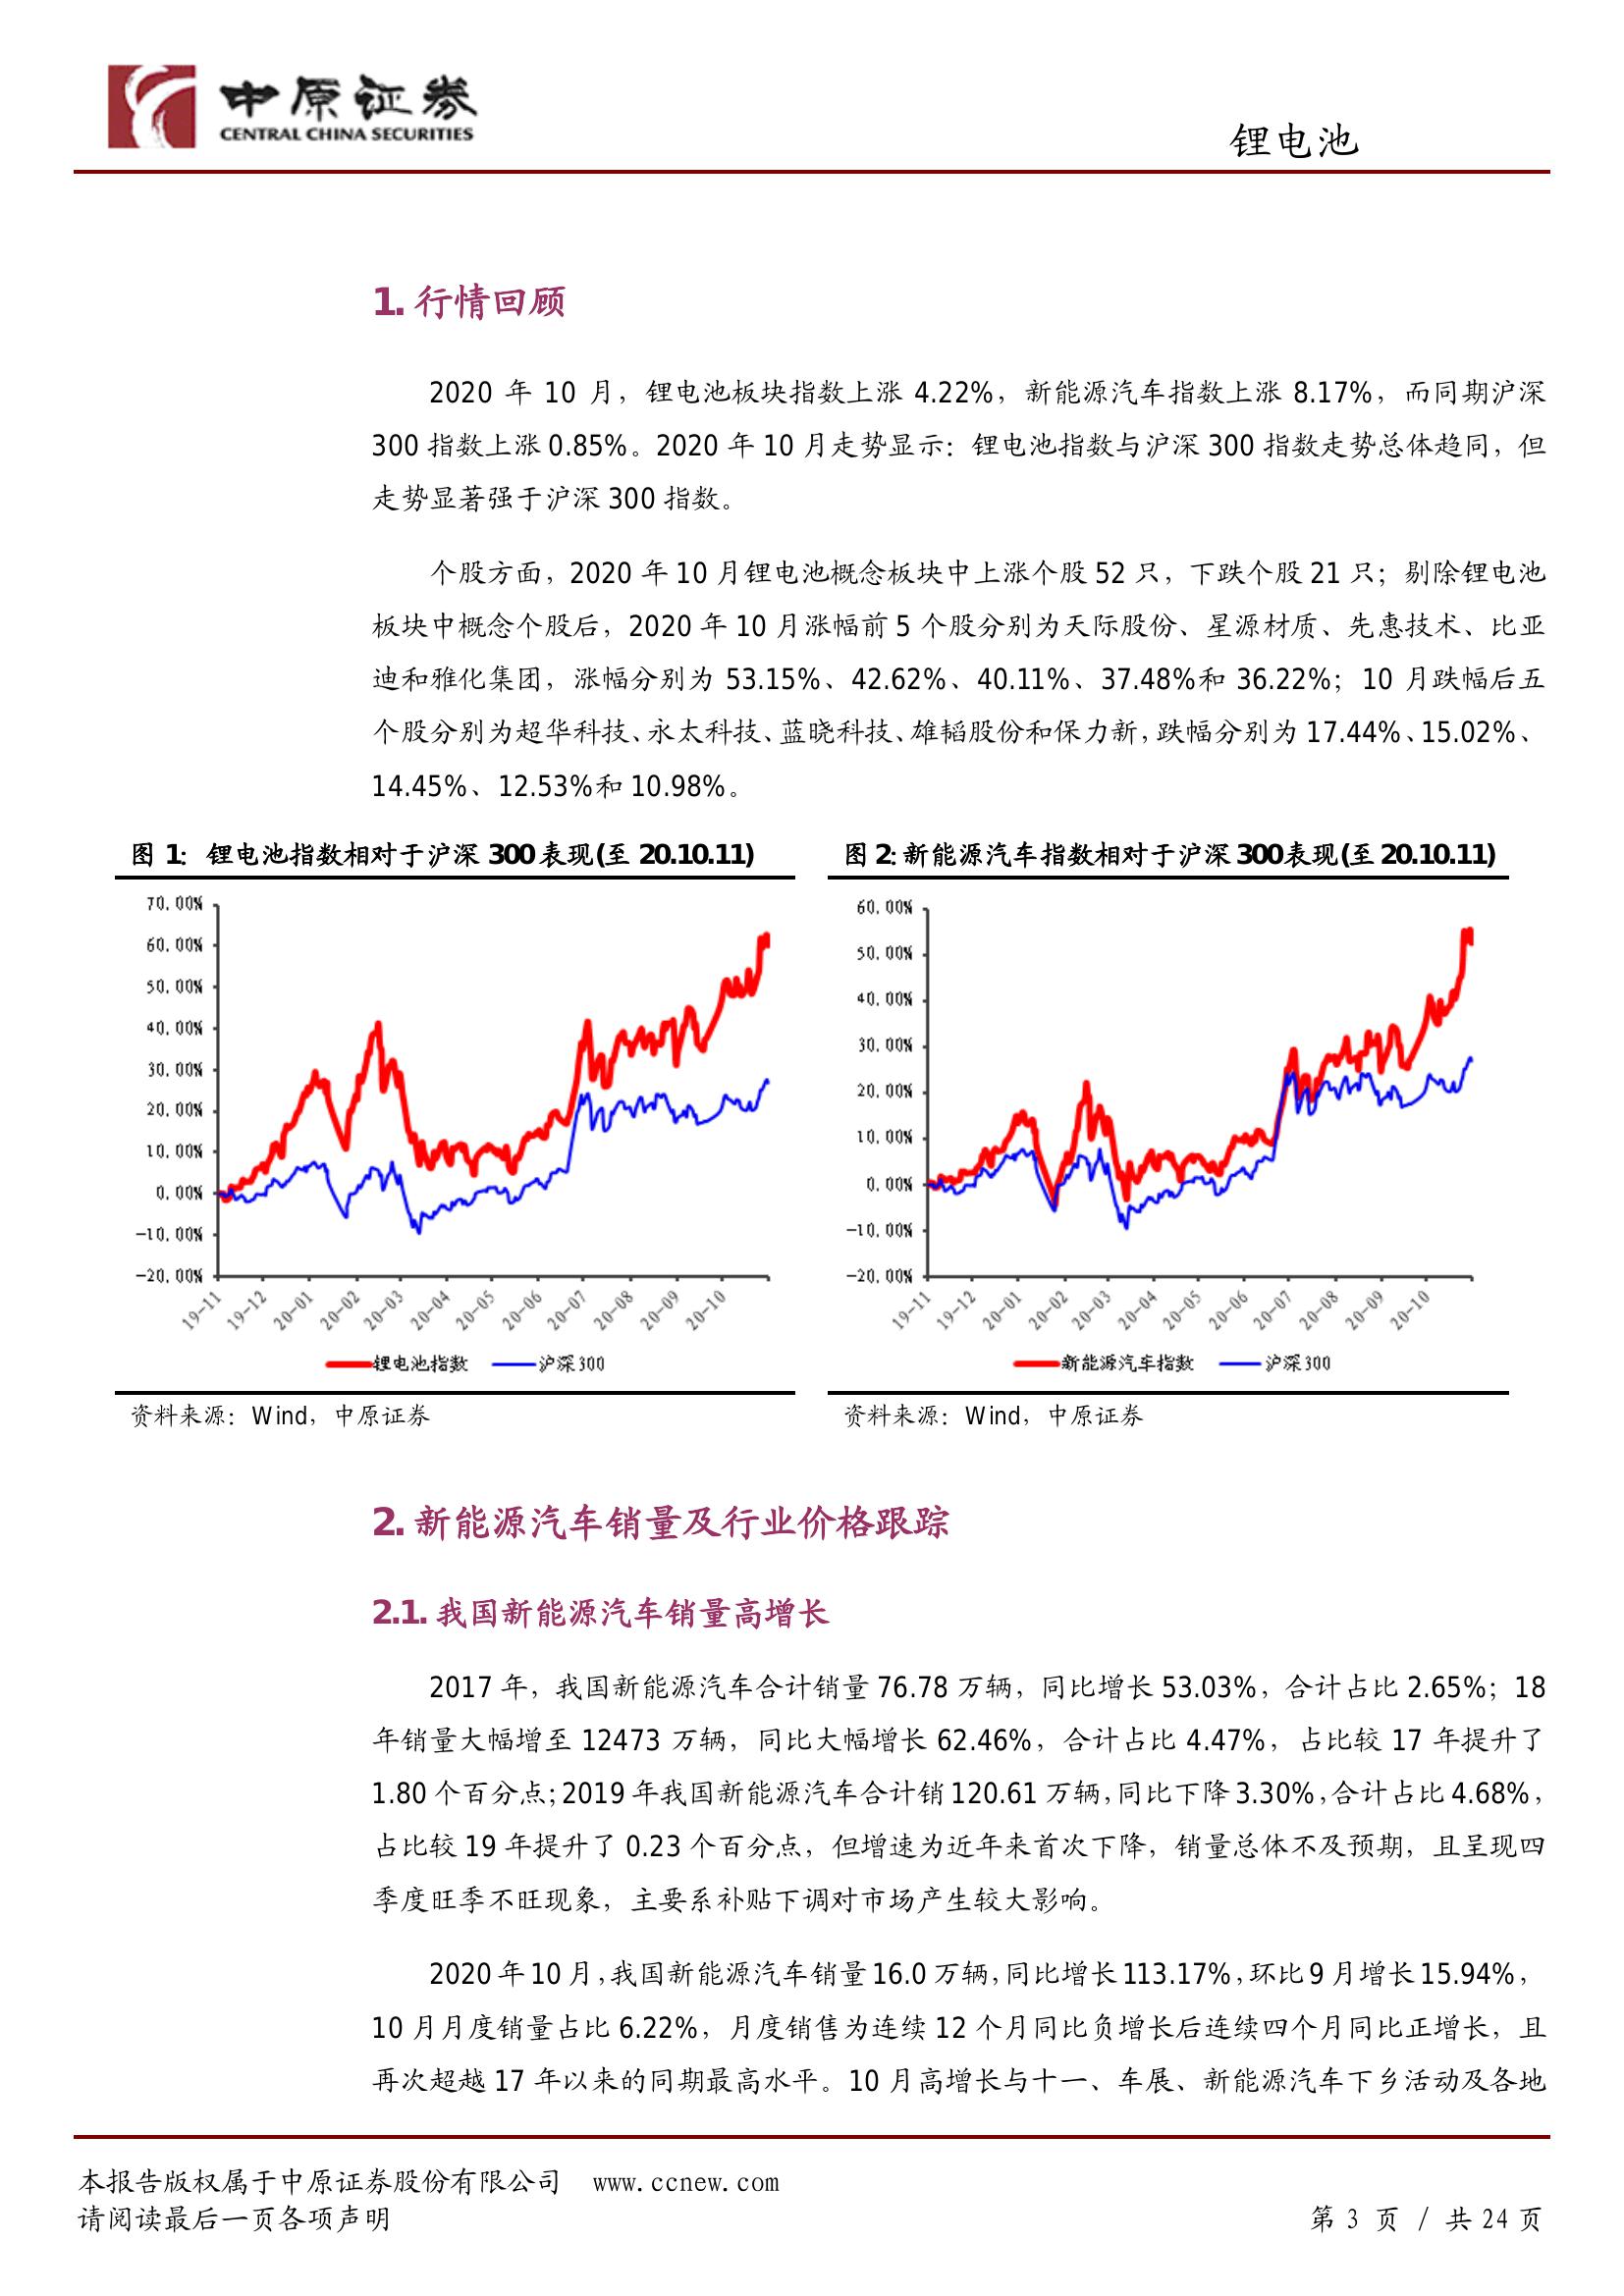 中原证券
CENTRAL CHINA SECURITIES
锂电池
1. 行情回顾
2020 年 10 月，锂电池板块指数上涨 4.22%，新能源汽车指数上涨 8.17%，而同期沪深
300 指数上涨 0.85%。2020 年 10 月走势显示：锂电池指数与沪深 300 指数走势总体趋同，但
走势显著强于沪深 300 指数。
个股方面，2020 年 10 月锂电池概念板块中上涨个股 52 只，下跌个股 21 只；剔除锂电池
板块中概念个股后，2020 年 10 月涨幅前 5 个股分别为天际股份、星源材质、先惠技术、比亚
迪和雅化集团，涨幅分别为 53.15%、42.62%、40.11%、37.48%和 36.22%；10 月跌幅后五
个股分别为超华科技、永太科技、蓝晓科技、雄韬股份和保力新，跌幅分别为 17.44%、15.02%、
14.45%、12.53%和 10.98%。
图 1：锂电池指数相对于沪深 300 表现(至 20.10.11)
70.00%
60.00%
50.00%
40.00%
30.00%
20.00%
10.00%
0.00%
-10.00%
-20.00%
19-11 19-12 20-01 20-02 20-03 20-04 20-05 20-06 20-07 20-08 20-09 20-10
锂电池指数 沪深300
资料来源：Wind，中原证券
图 2：新能源汽车指数相对于沪深 300表现(至 20.10.11)
60.00%
50.00%
40.00%
30.00%
20.00%
10.00%
0.00%
-10.00%
-20.00%
19-11 19-12 20-01 20-02 20-03 20-04 20-05 20-06 20-07 20-08 20-09 20-10
新能源汽车指数 沪深300
资料来源：Wind，中原证券
2. 新能源汽车销量及行业价格跟踪
2.1. 我国新能源汽车销量高增长
2017 年，我国新能源汽车合计销量 76.78 万辆，同比增长 53.03%，合计占比 2.65%；18
年销量大幅增至 12473 万辆，同比大幅增长 62.46%，合计占比 4.47%，占比较 17 年提升了
1.80 个百分点；2019 年我国新能源汽车合计销 120.61 万辆，同比下降 3.30%，合计占比 4.68%，
占比较 19 年提升了 0.23 个百分点，但增速为近年来首次下降，销量总体不及预期，且呈现四
季度旺季不旺现象，主要系补贴下调对市场产生较大影响。
2020 年 10 月，我国新能源汽车销量 16.0 万辆，同比增长 113.17%，环比 9 月增长 15.94%，
10 月月度销量占比 6.22%，月度销售为连续 12 个月同比负增长后连续四个月同比正增长，且
再次超越 17 年以来的同期最高水平。10 月高增长与十一、车展、新能源汽车下乡活动及各地
本报告版权属于中原证券股份有限公司 www.ccnew.com
请阅读最后一页各项声明
第 3 页 / 共 24 页